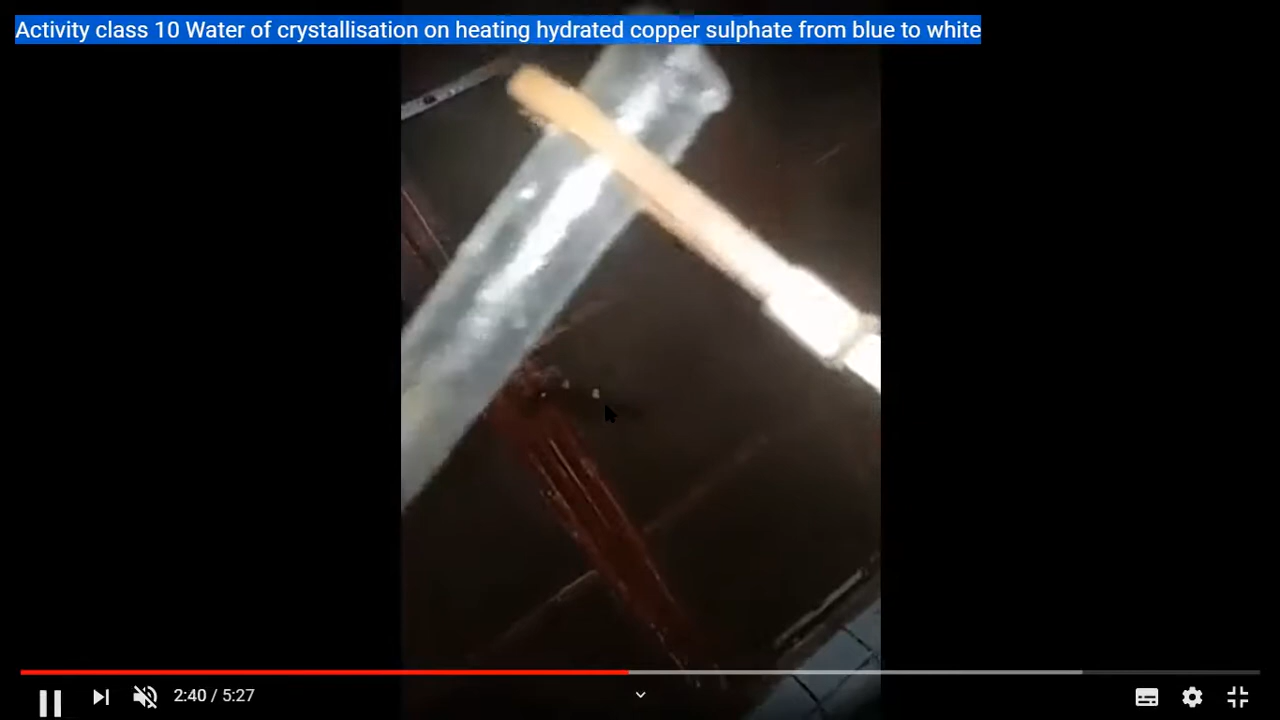 Activity class 10 Water of crystallisation on heating hydrated copper sulphate from blue to white
2:40 / 5:27